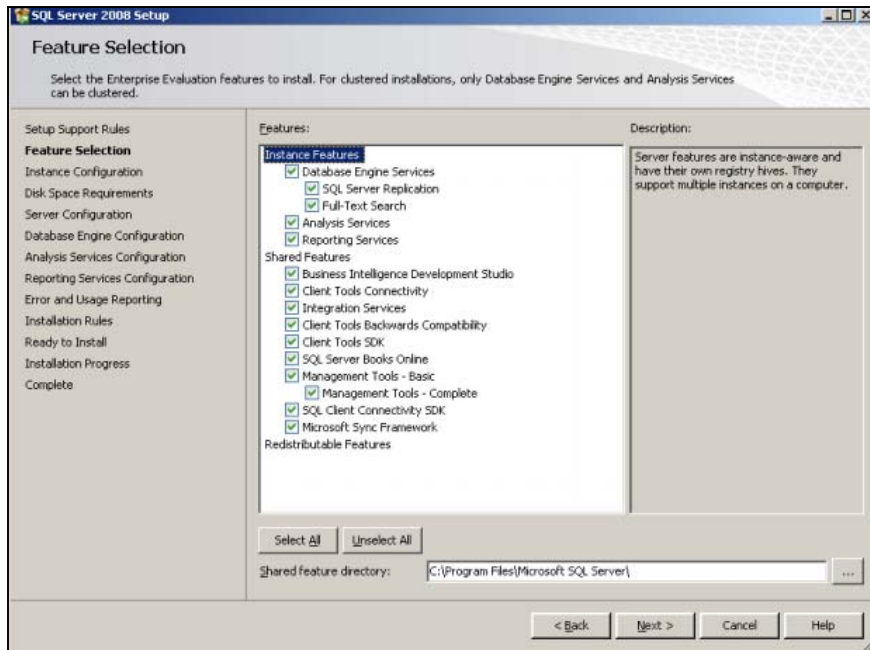 SQL Server 2008 Setup
Feature Selection
Select the Enterprise Evaluation features to install. For clustered installations, only Database Engine Services and Analysis Services
can be clustered.
Setup Support Rules
Feature Selection
Instance Configuration
Disk Space Requirements
Server Configuration
Database Engine Configuration
Analysis Services Configuration
Reporting Services Configuration
Error and Usage Reporting
Installation Rules
Ready to Install
Installation Progress
Complete
Features:
Instance Features
Database Engine Services
SQL Server Replication
Full-Text Search
Analysis Services
Reporting Services
Shared Features
Business Intelligence Development Studio
Client Tools Connectivity
Integration Services
Client Tools Backwards Compatibility
Client Tools SDK
SQL Server Books Online
Management Tools - Basic
Management Tools - Complete
SQL Client Connectivity SDK
Microsoft Sync Framework
Redistributable Features
Description:
Server features are instance-aware and
have their own registry hives. They
support multiple instances on a computer.
Select All
Unselect All
Shared feature directory:
C:\Program Files\Microsoft SQL Server\
...
< Back
Next >
Cancel
Help